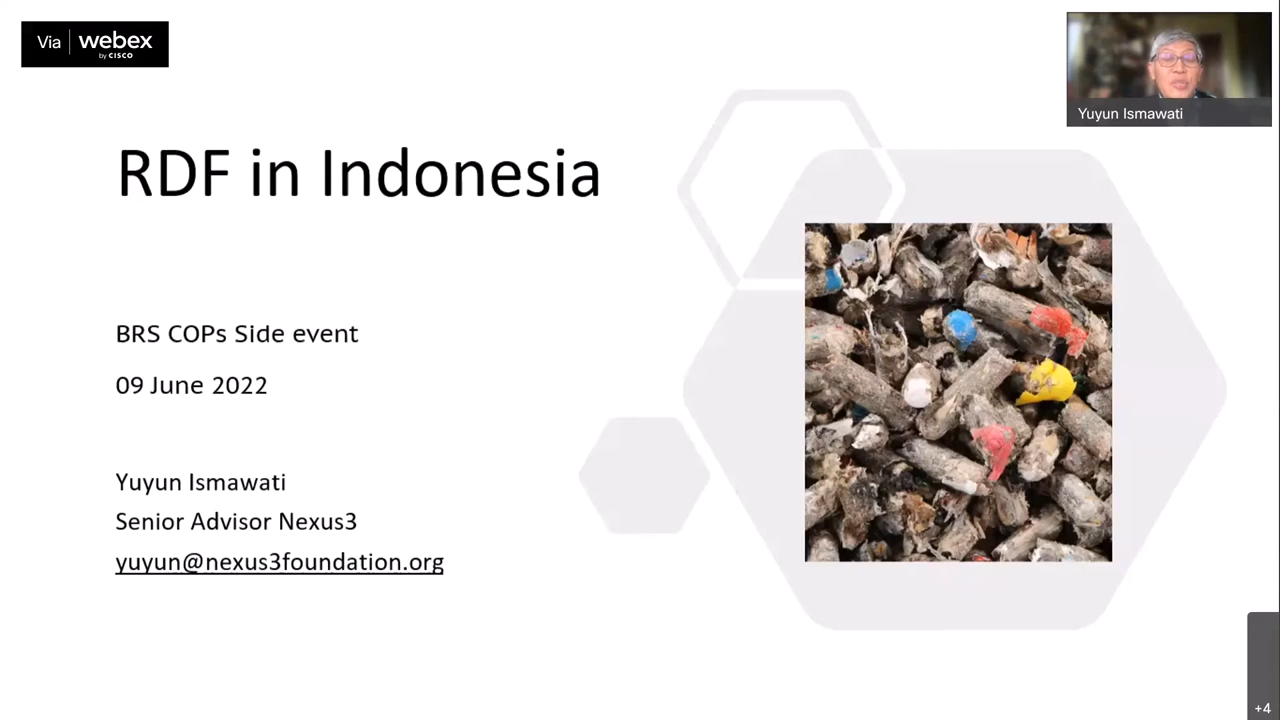 Via webex
by CISCO
Yuyun Ismawati
RDF in Indonesia
BRS COPs Side event
09 June 2022
Yuyun Ismawati
Senior Advisor Nexus3
yuyun@nexus3foundation.org
+4